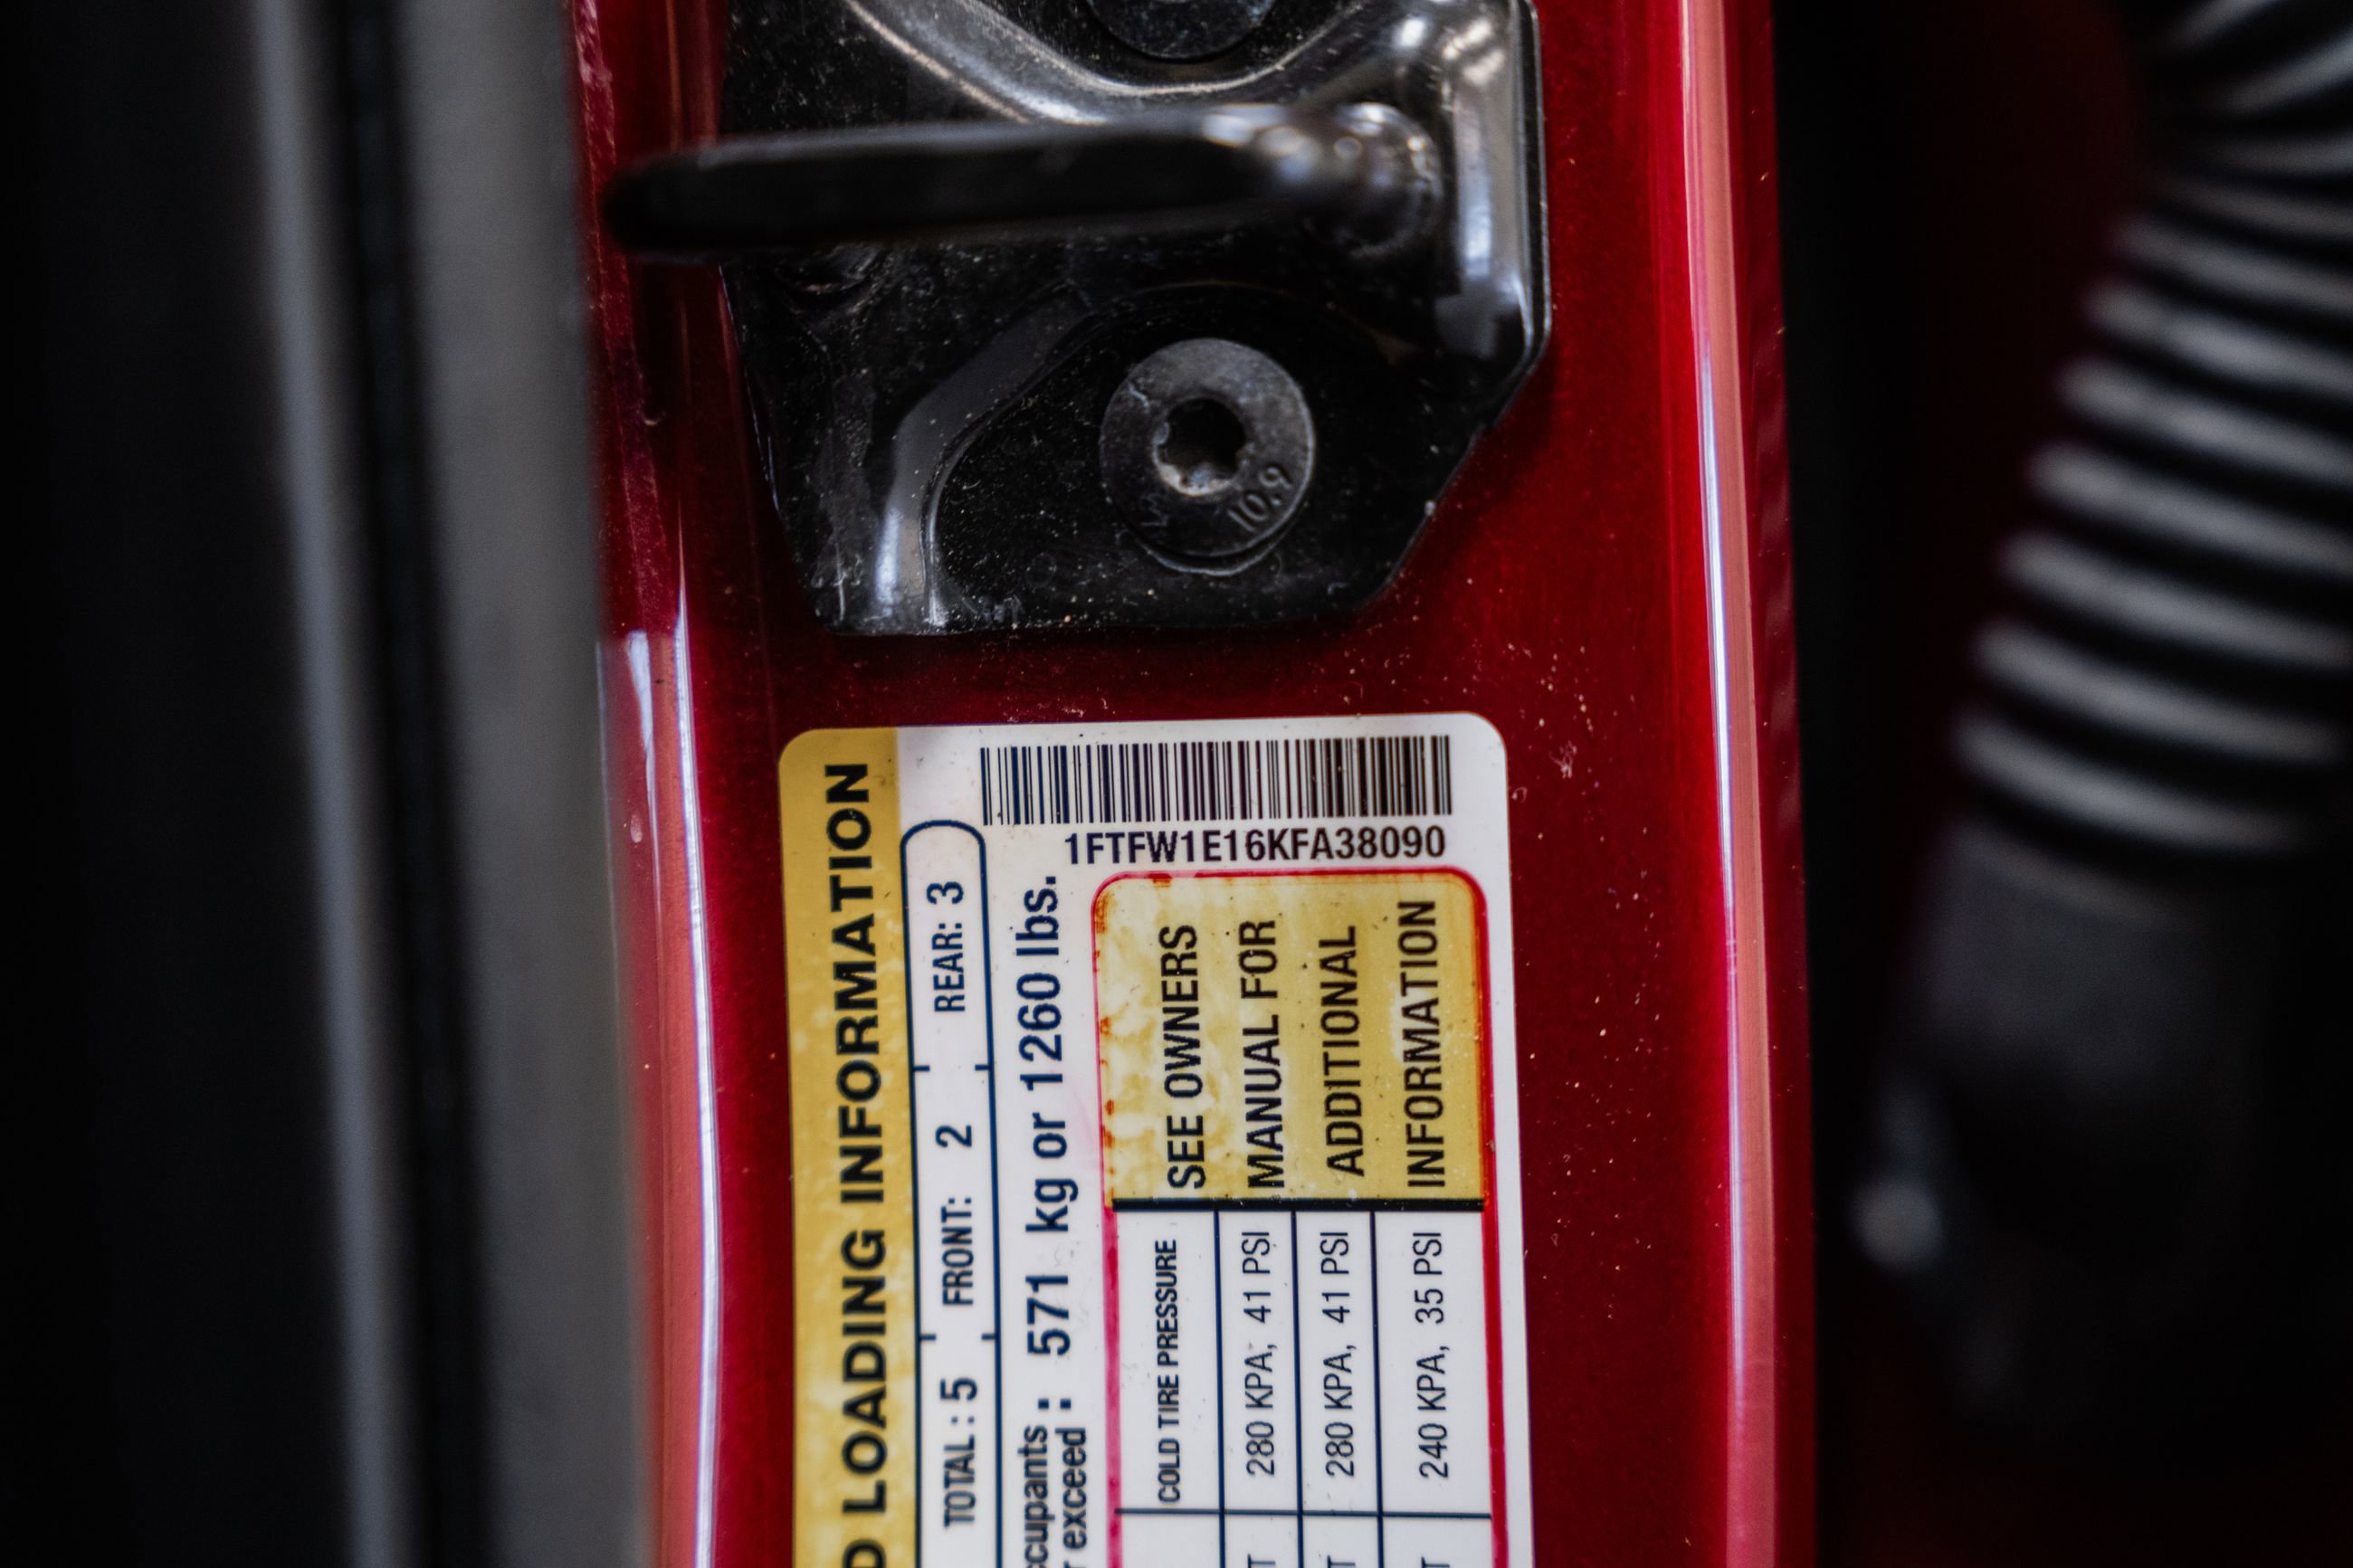 10.9
1FTFW1E16KFA38090
D LOADING INFORMATION
TOTAL : 5 FRONT: 2 REAR: 3
ccupants
r exceed : 571 kg or 1260 lbs.
COLD TIRE PRESSURE
280 KPA, 41 PSI
280 KPA, 41 PSI
240 KPA, 35 PSI
SEE OWNERS
MANUAL FOR
ADDITIONAL
INFORMATION